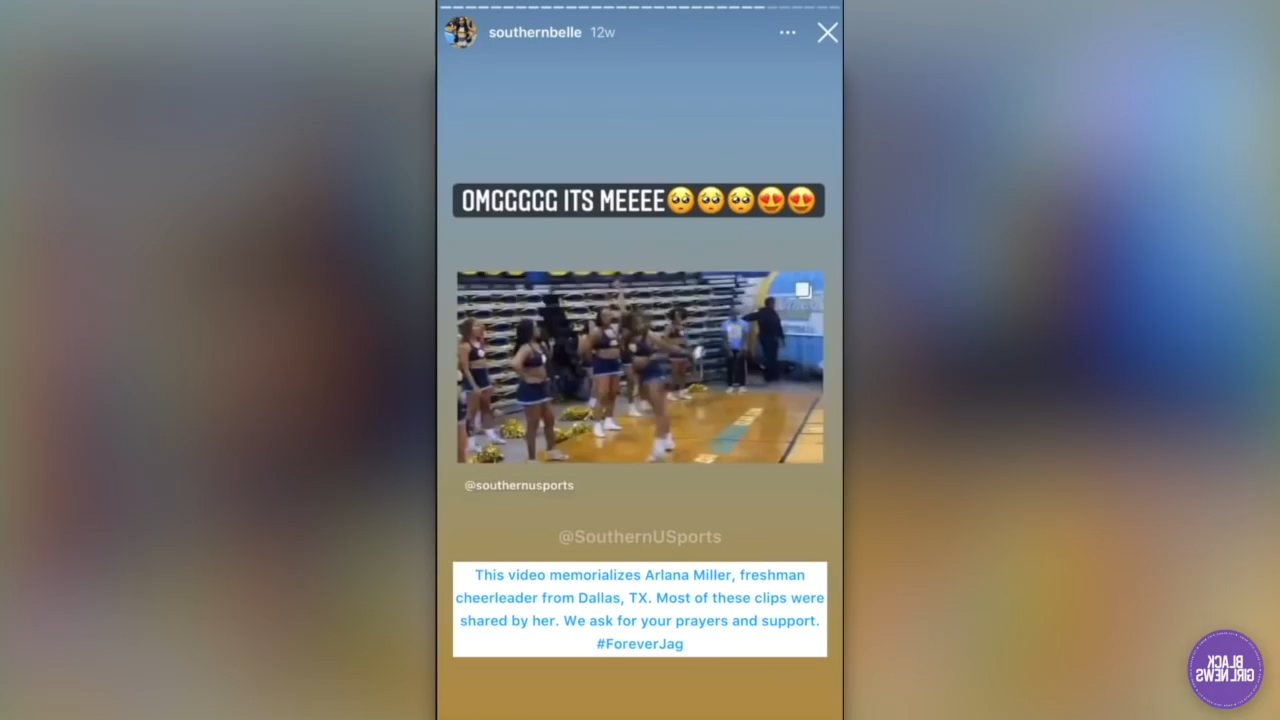 southernbelle 12w
OMGGGGG ITS MEEEE🥺🥺🥺😍😍
@southernusports
@SouthernUSports
This video memorializes Arlana Miller, freshman
cheerleader from Dallas, TX. Most of these clips were
shared by her. We ask for your prayers and support.
#ForeverJag
BLACK
GIRL NEWS